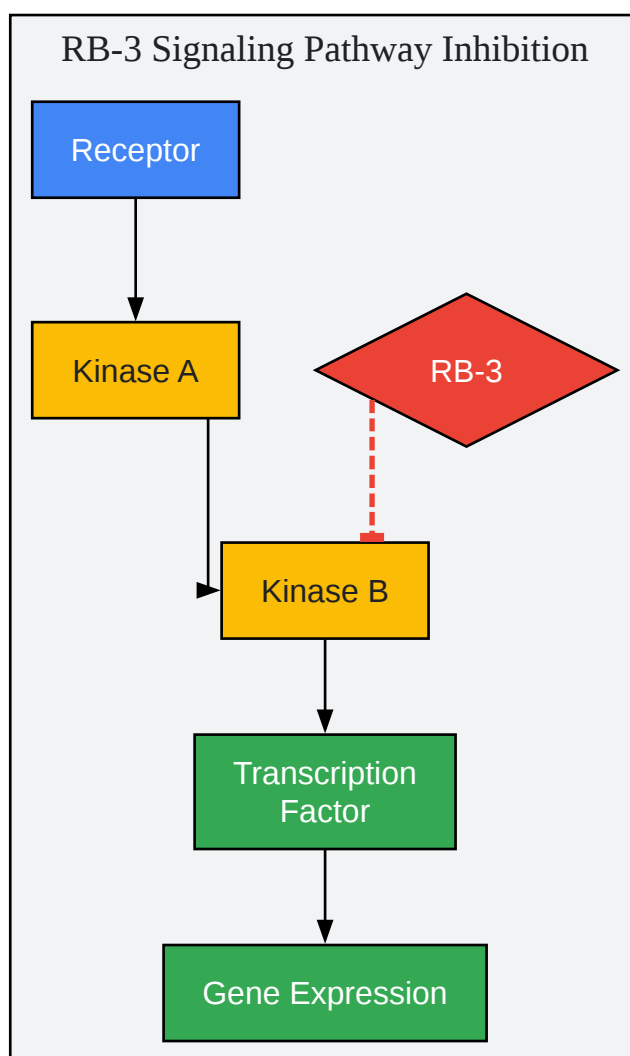 RB-3 Signaling Pathway Inhibition
Receptor
Kinase A
RB-3
Kinase B
Transcription
Factor
Gene Expression